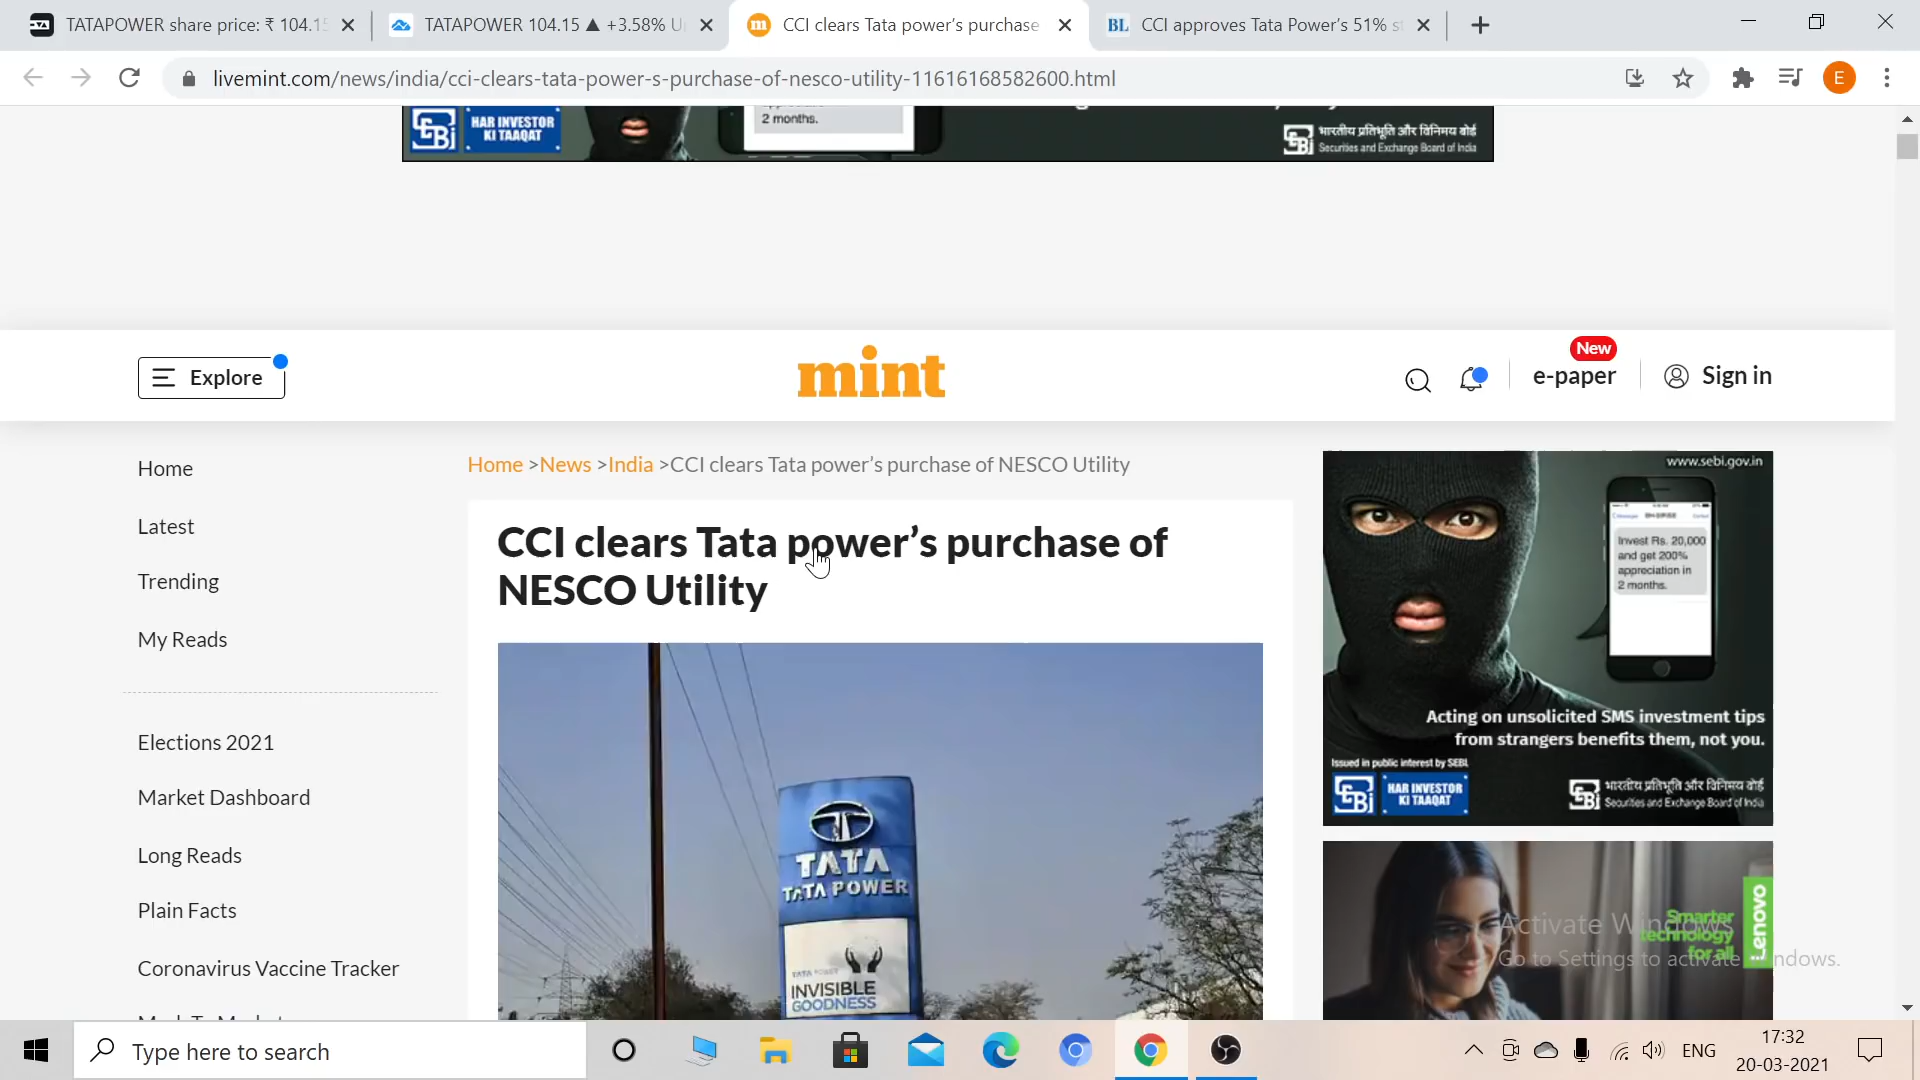 TATAPOWER share price: ₹ 104.15
TATAPOWER 104.15 ▲ +3.58% U
CCI clears Tata power’s purchase
BL
CCI approves Tata Power’s 51% st
livemint.com/news/india/cci-clears-tata-power-s-purchase-of-nesco-utility-11616168582600.html
E
SEBI
HAR INVESTOR
KI TAAQAT
2 months.
भारतीय प्रतिभूति और विनिमय बोर्ड
Securities and Exchange Board of India
Explore
mint
New
e-paper
Sign in
Home
Latest
Trending
My Reads
Elections 2021
Market Dashboard
Long Reads
Plain Facts
Coronavirus Vaccine Tracker
Home >News >India >CCI clears Tata power’s purchase of NESCO Utility
CCI clears Tata power’s purchase of
NESCO Utility
TATA
TATA POWER
INVISIBLE
GOODNESS
www.sebi.gov.in
Invest Rs. 20,000
and get 200%
appreciation in
2 months.
Acting on unsolicited SMS investment tips
from strangers benefits them, not you.
Issued in public interest by SEBI.
SEBI
HAR INVESTOR
KI TAAQAT
भारतीय प्रतिभूति और विनिमय बोर्ड
Securities and Exchange Board of India
Smarter
technology
for all
Lenovo
Activate Windows
Go to Settings to activate Windows.
Type here to search
ENG
17:32
20-03-2021